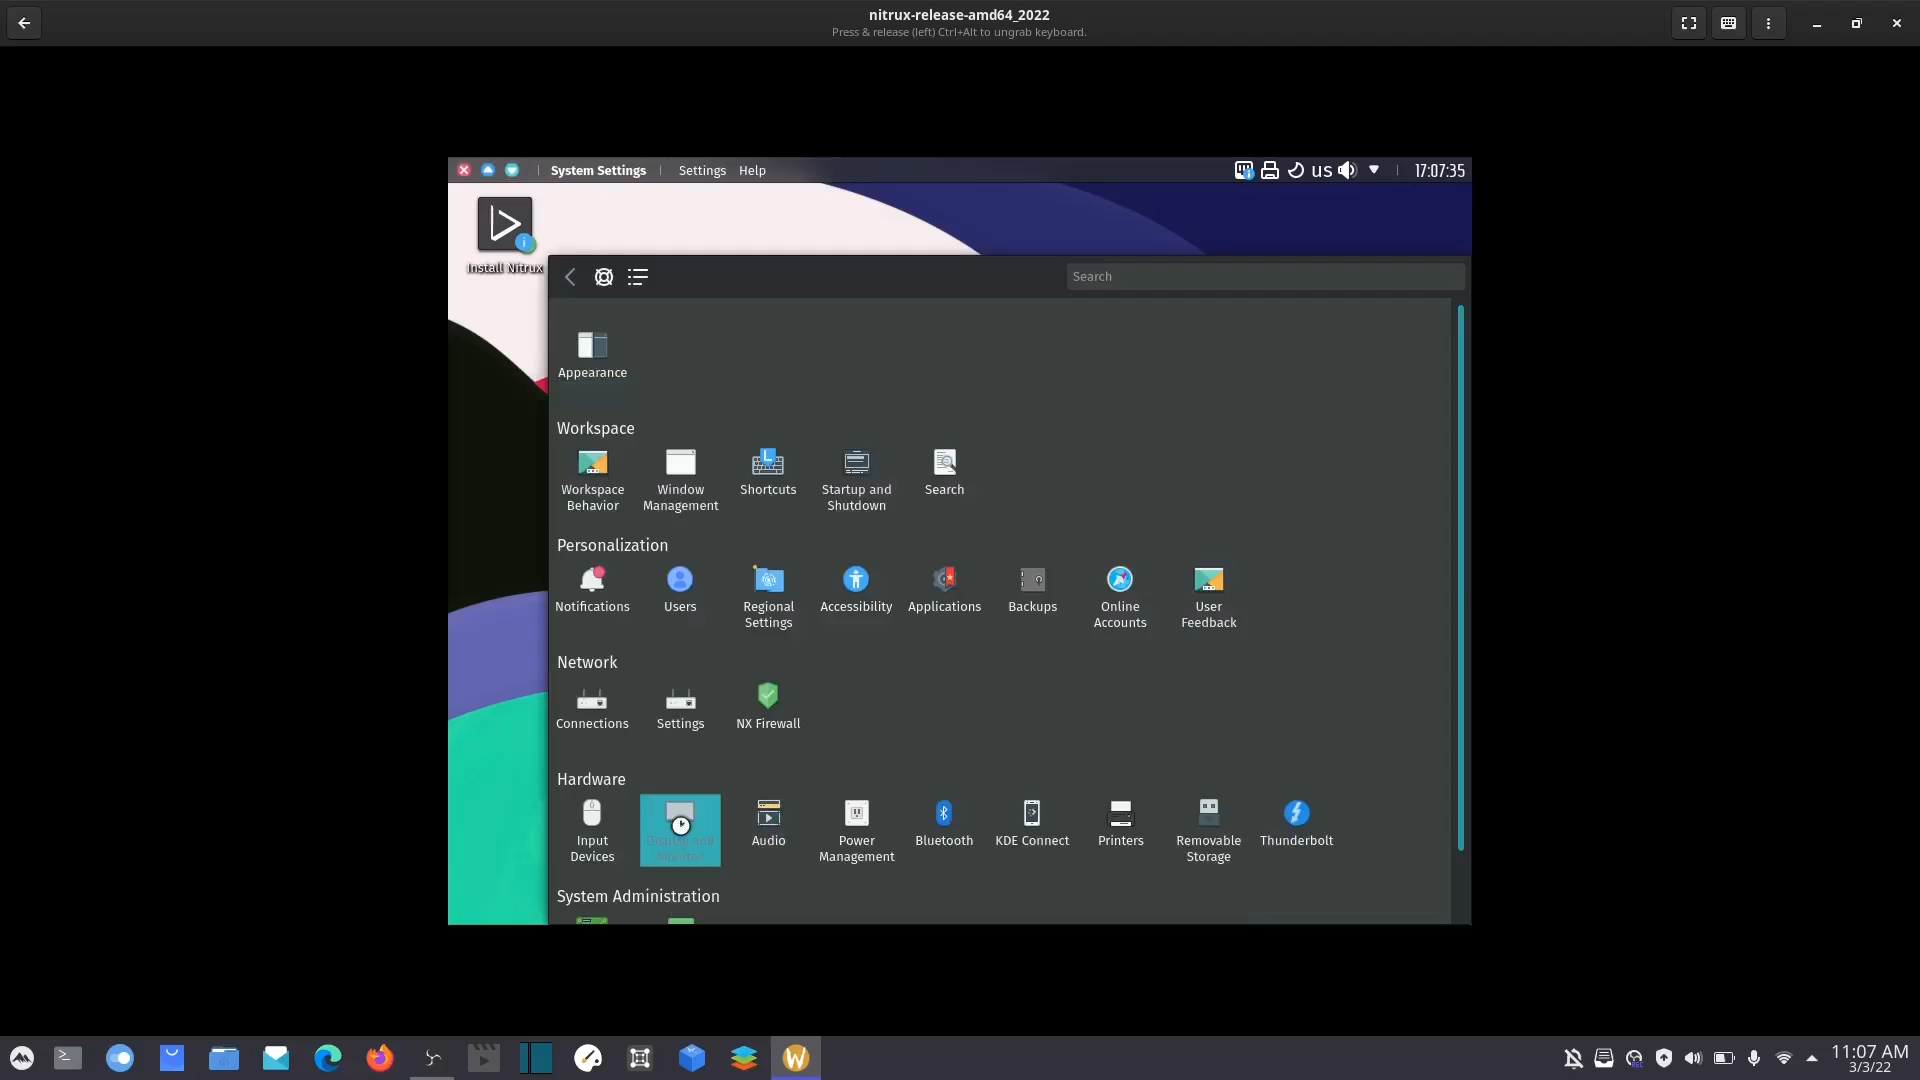 nitrux-release-amd64_2022
Press & release (left) Ctrl+Alt to ungrab keyboard.
System Settings
Settings
Help
us
17:07:35
Install Nitrux
Search
Appearance
Workspace
Workspace Behavior
Window Management
Shortcuts
Startup and Shutdown
Search
Personalization
Notifications
Users
Regional Settings
Accessibility
Applications
Backups
Online Accounts
User Feedback
Network
Connections
Settings
NX Firewall
Hardware
Input Devices
Display and Monitor
Audio
Power Management
Bluetooth
KDE Connect
Printers
Removable Storage
Thunderbolt
System Administration
11:07 AM
3/3/22